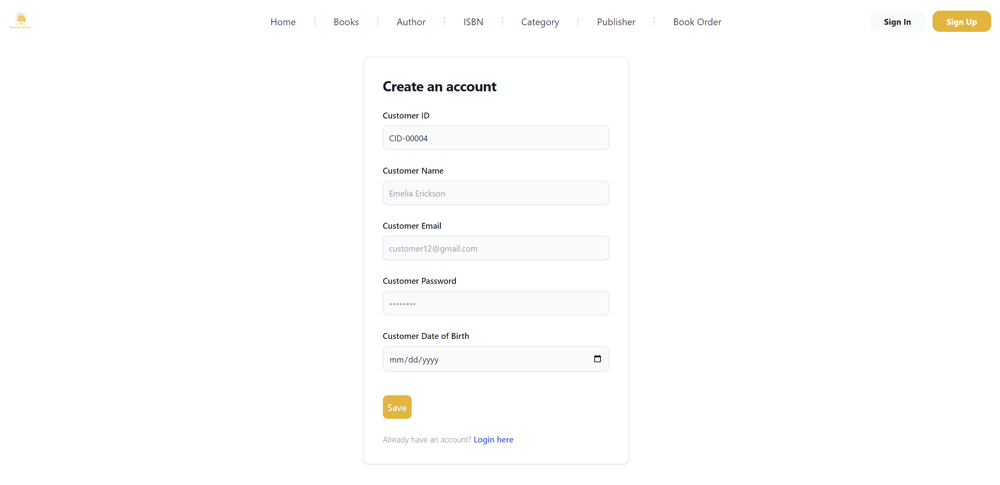 Tempest Books
Home
Books
Author
ISBN
Category
Publisher
Book Order
Sign In
Sign Up
Create an account
Customer ID
CID-00004
Customer Name
Emelia Erickson
Customer Email
customer12@gmail.com
Customer Password
••••••••
Customer Date of Birth
mm/dd/yyyy
Save
Already have an account? Login here